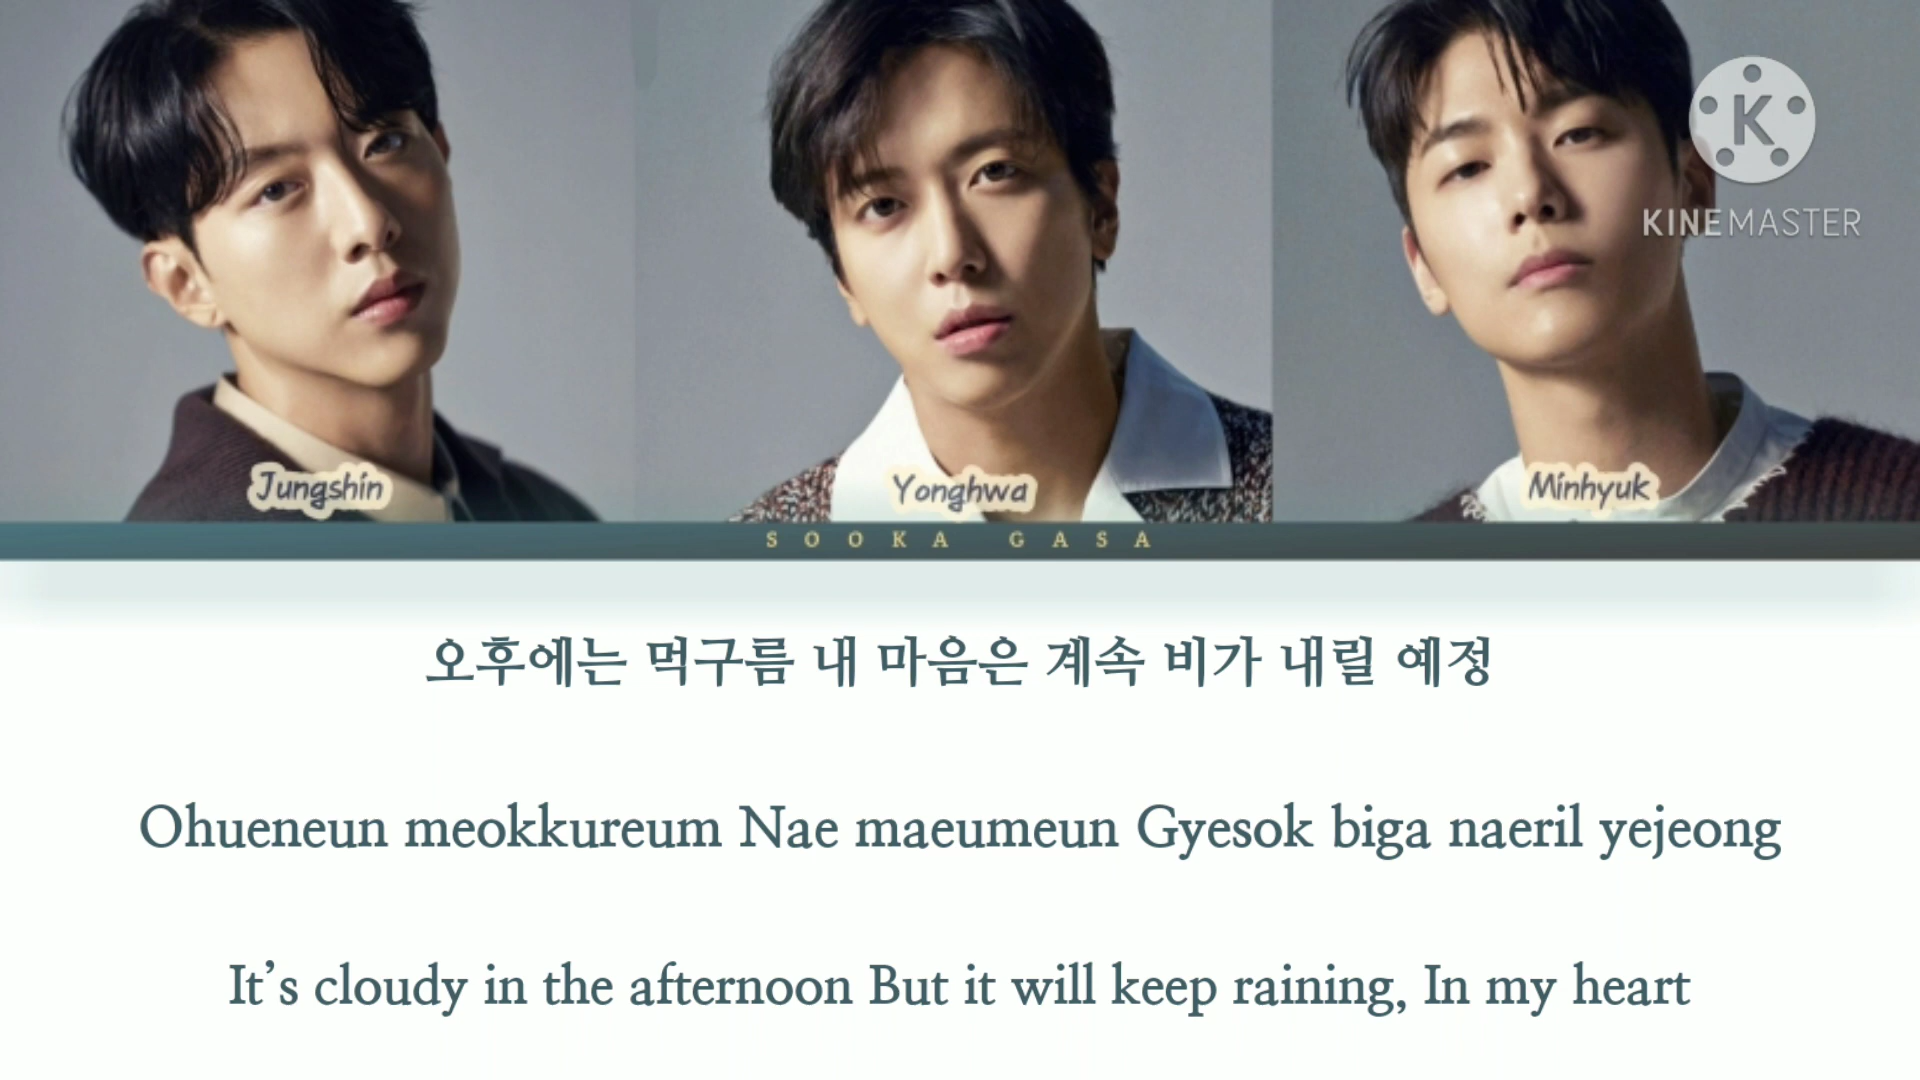 K
KINEMASTER
Jungshin
Yonghwa
Minhyuk
SOOKA GASA
오후에는 먹구름 내 마음은 계속 비가 내릴 예정
Ohueneun meokkureum Nae maeumeun Gyesok biga naeril yejeong
It's cloudy in the afternoon But it will keep raining, In my heart